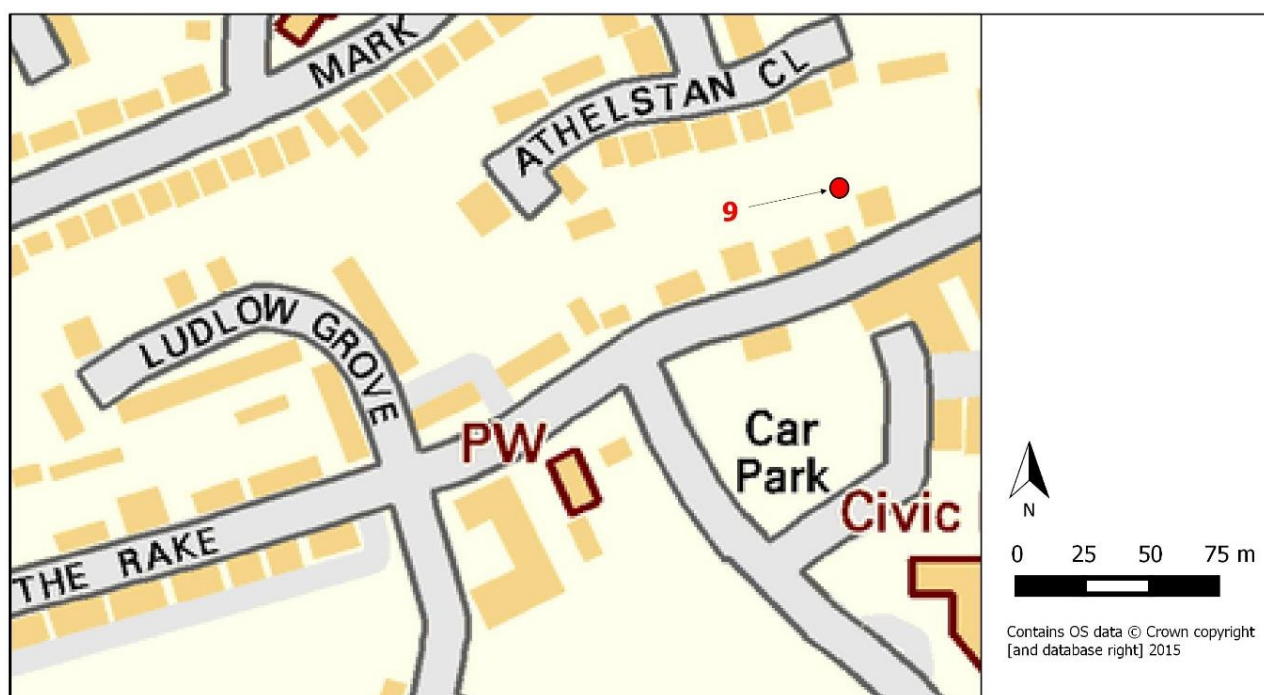 MARK
ATHELSTAN CL
9
LUDLOW GROVE
PW
Car
Park
Civic
THE RAKE
N
0 25 50 75 m
Contains OS data © Crown copyright
[and database right] 2015